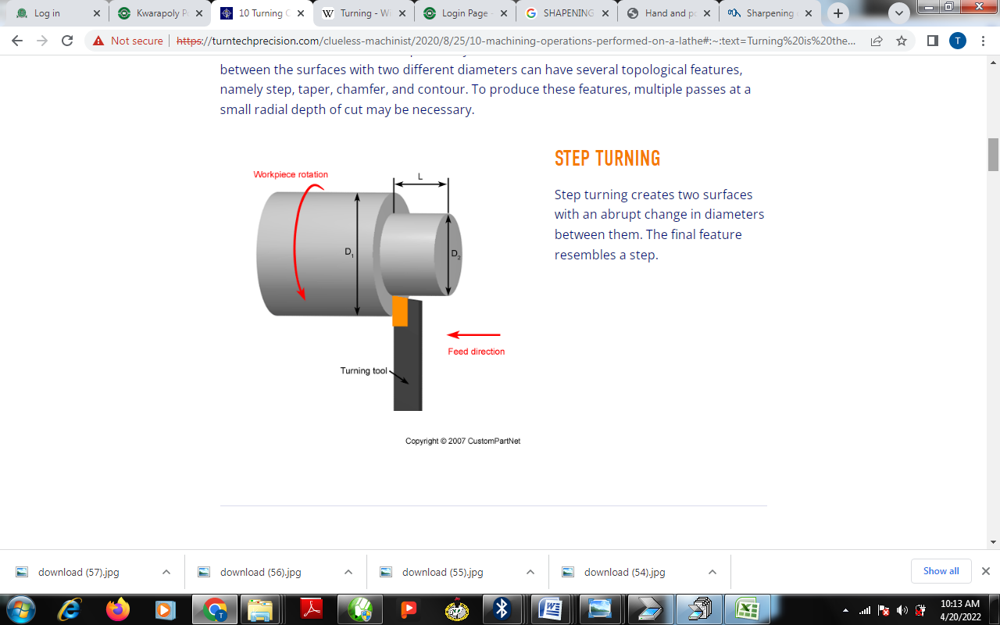 Log in
Kwarapoly P
10 Turning C
Turning - Wi
Login Page -
SHAPENING
Hand and po
Sharpening
Not secure
https://turntechprecision.com/clueless-machinist/2020/8/25/10-machining-operations-performed-on-a-lathe#:~:text=Turning%20is%20the...
T
between the surfaces with two different diameters can have several topological features,
namely step, taper, chamfer, and contour. To produce these features, multiple passes at a
small radial depth of cut may be necessary.
STEP TURNING
Step turning creates two surfaces
with an abrupt change in diameters
between them. The final feature
resembles a step.
Workpiece rotation
L
D1
D2
Feed direction
Turning tool
Copyright © 2007 CustomPartNet
download (57).jpg
download (56).jpg
download (55).jpg
download (54).jpg
Show all
10:13 AM
4/20/2022